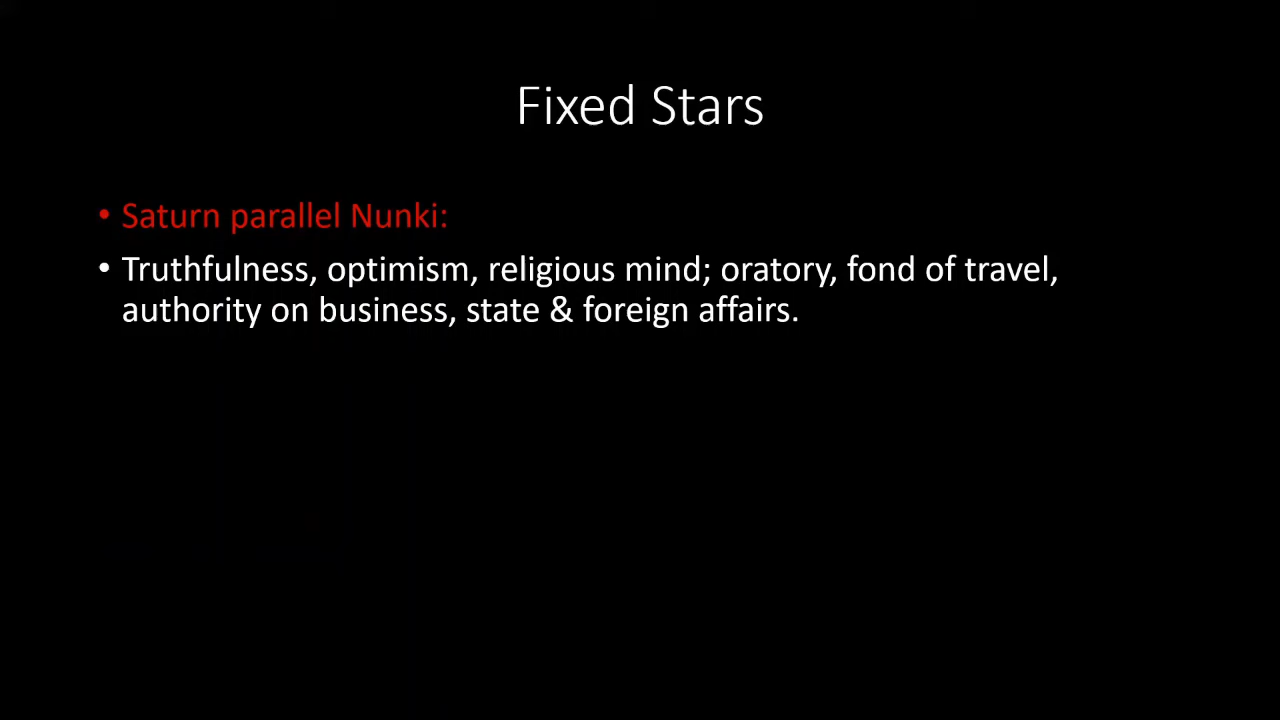 Fixed Stars
• Saturn parallel Nunki:
• Truthfulness, optimism, religious mind; oratory, fond of travel,
authority on business, state & foreign affairs.